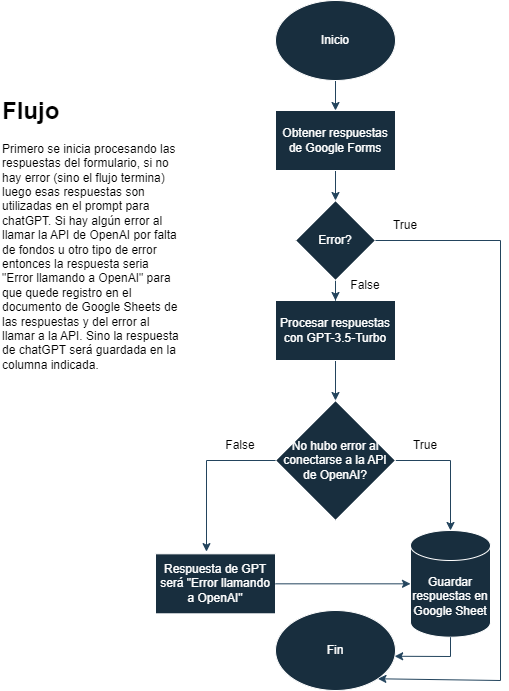 Flujo
Primero se inicia procesando las
respuestas del formulario, si no
hay error (sino el flujo termina)
luego esas respuestas son
utilizadas en el prompt para
chatGPT. Si hay algún error al
llamar la API de OpenAI por falta
de fondos u otro tipo de error
entonces la respuesta seria
"Error llamando a OpenAI" para
que quede registro en el
documento de Google Sheets de
las respuestas y del error al
llamar a la API. Sino la respuesta
de chatGPT será guardada en la
columna indicada.
Inicio
Obtener respuestas
de Google Forms
Error?
True
False
Procesar respuestas
con GPT-3.5-Turbo
No hubo error al
conectarse a la API
de OpenAI?
False
True
Respuesta de GPT
será "Error llamando
a OpenAI"
Guardar
respuestas en
Google Sheet
Fin